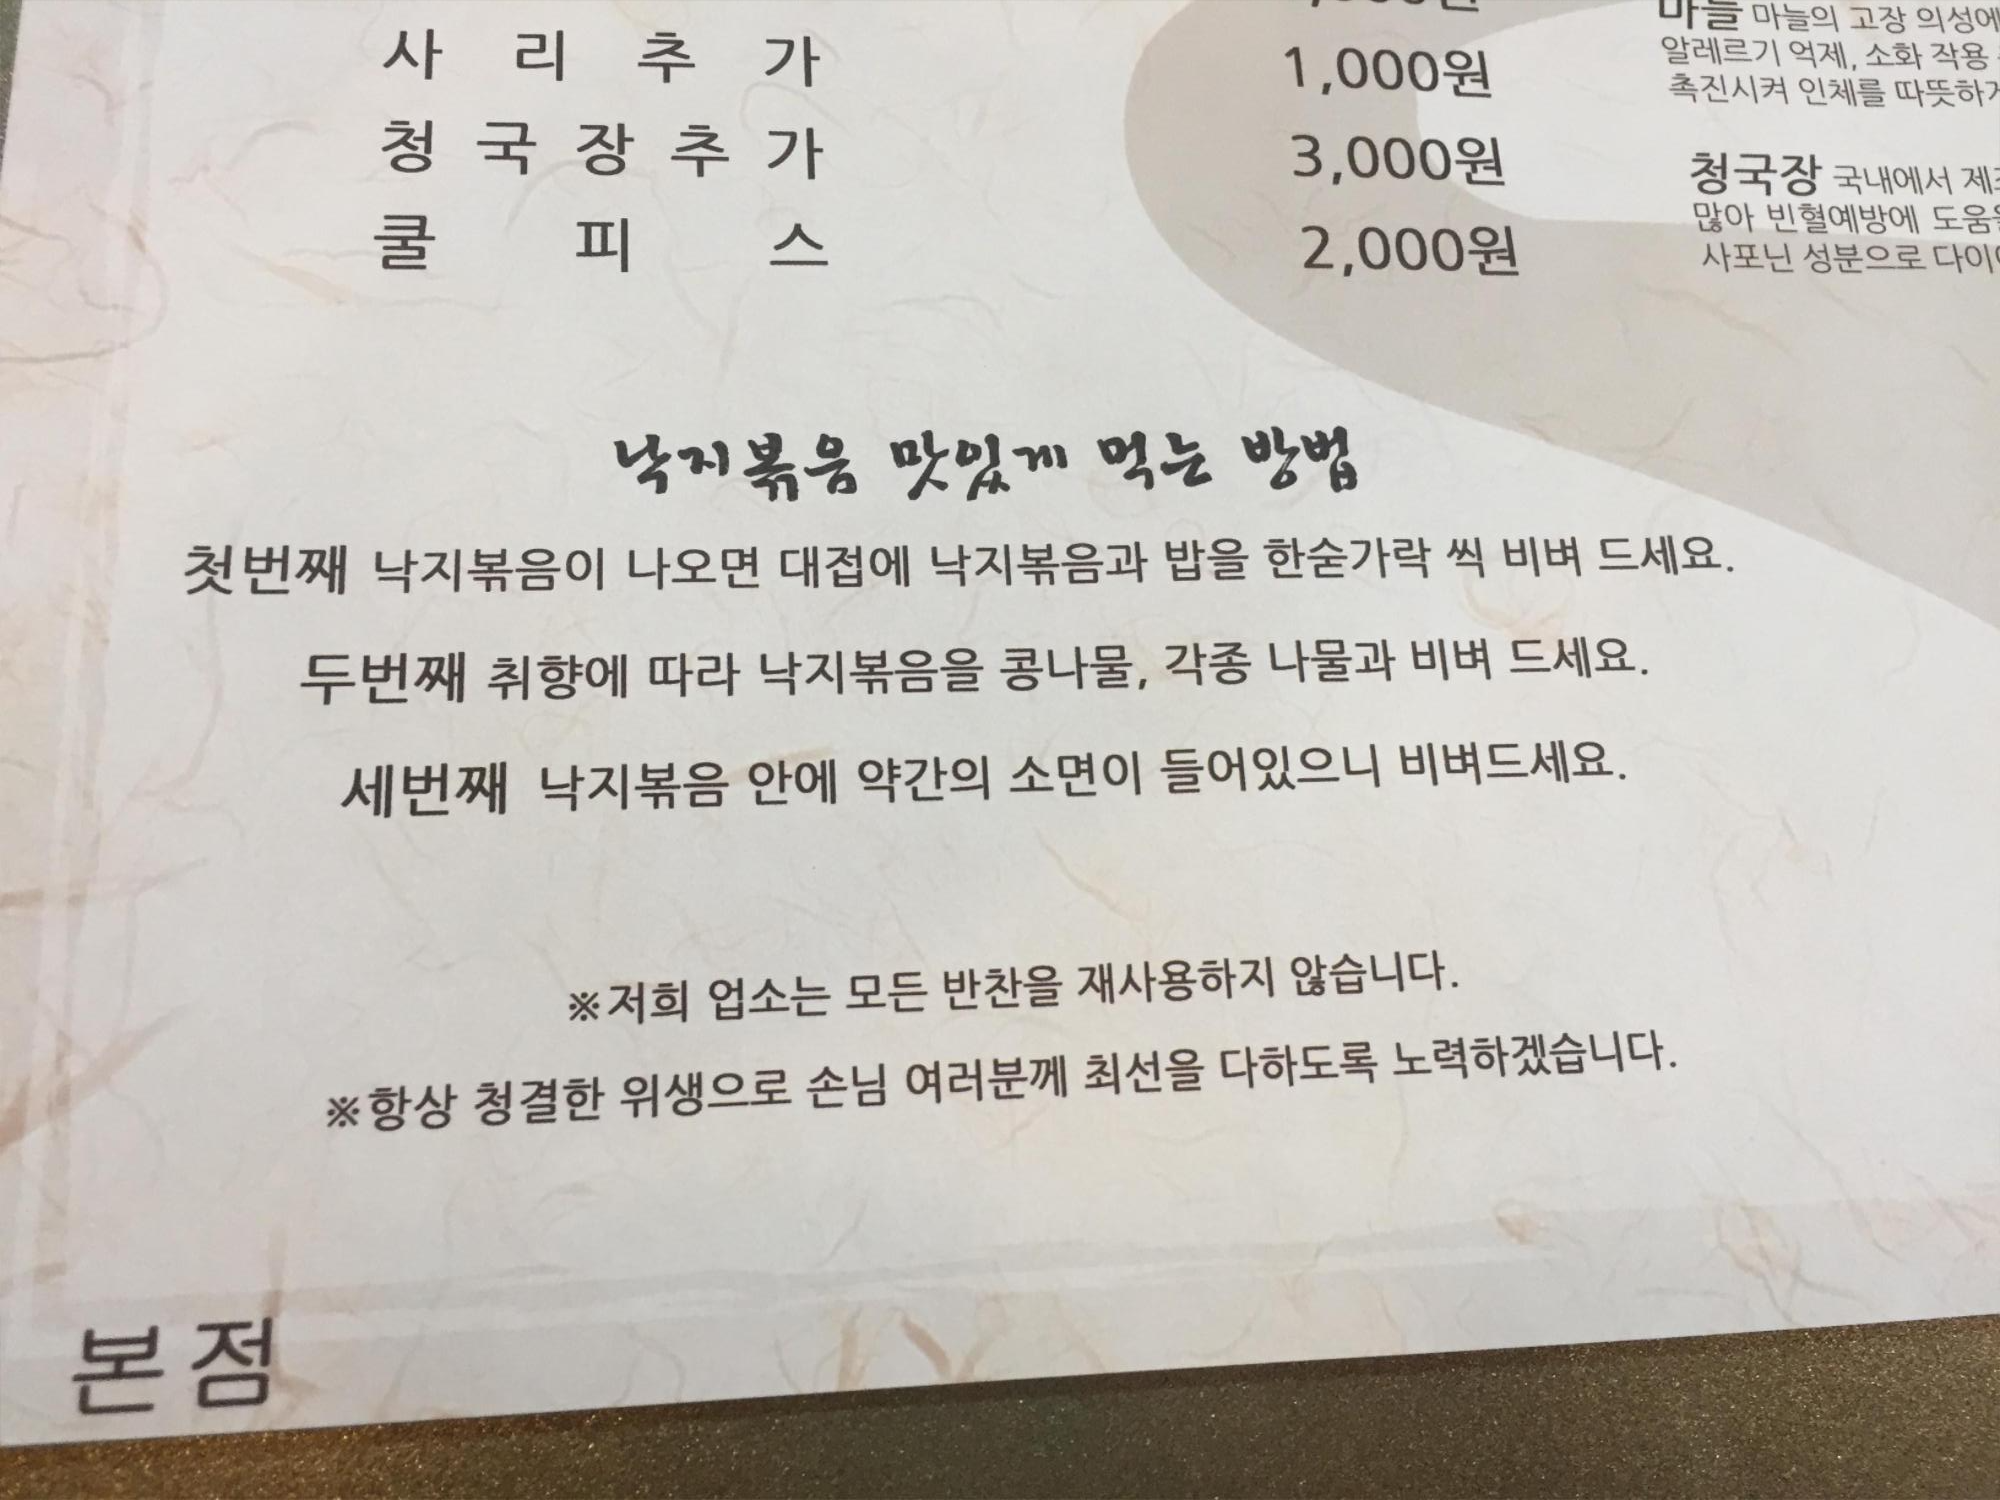 사리추가 1,000원
청국장추가 3,000원
쿨피스 2,000원
마늘 마늘의 고장 의성에
알레르기 억제, 소화 작용
촉진시켜 인체를 따뜻하게
청국장 국내에서
많아 빈혈예방에 도움을
사포닌 성분으로
낙지볶음 맛있게 먹는 방법
첫번째 낙지볶음이 나오면 대접에 낙지볶음과 밥을 한숟가락 씩 비벼 드세요.
두번째 취향에 따라 낙지볶음을 콩나물, 각종 나물과 비벼 드세요.
세번째 낙지볶음 안에 약간의 소면이 들어있으니 비벼드세요.
※저희 업소는 모든 반찬을 재사용하지 않습니다.
※항상 청결한 위생으로 손님 여러분께 최선을 다하도록 노력하겠습니다.
본점